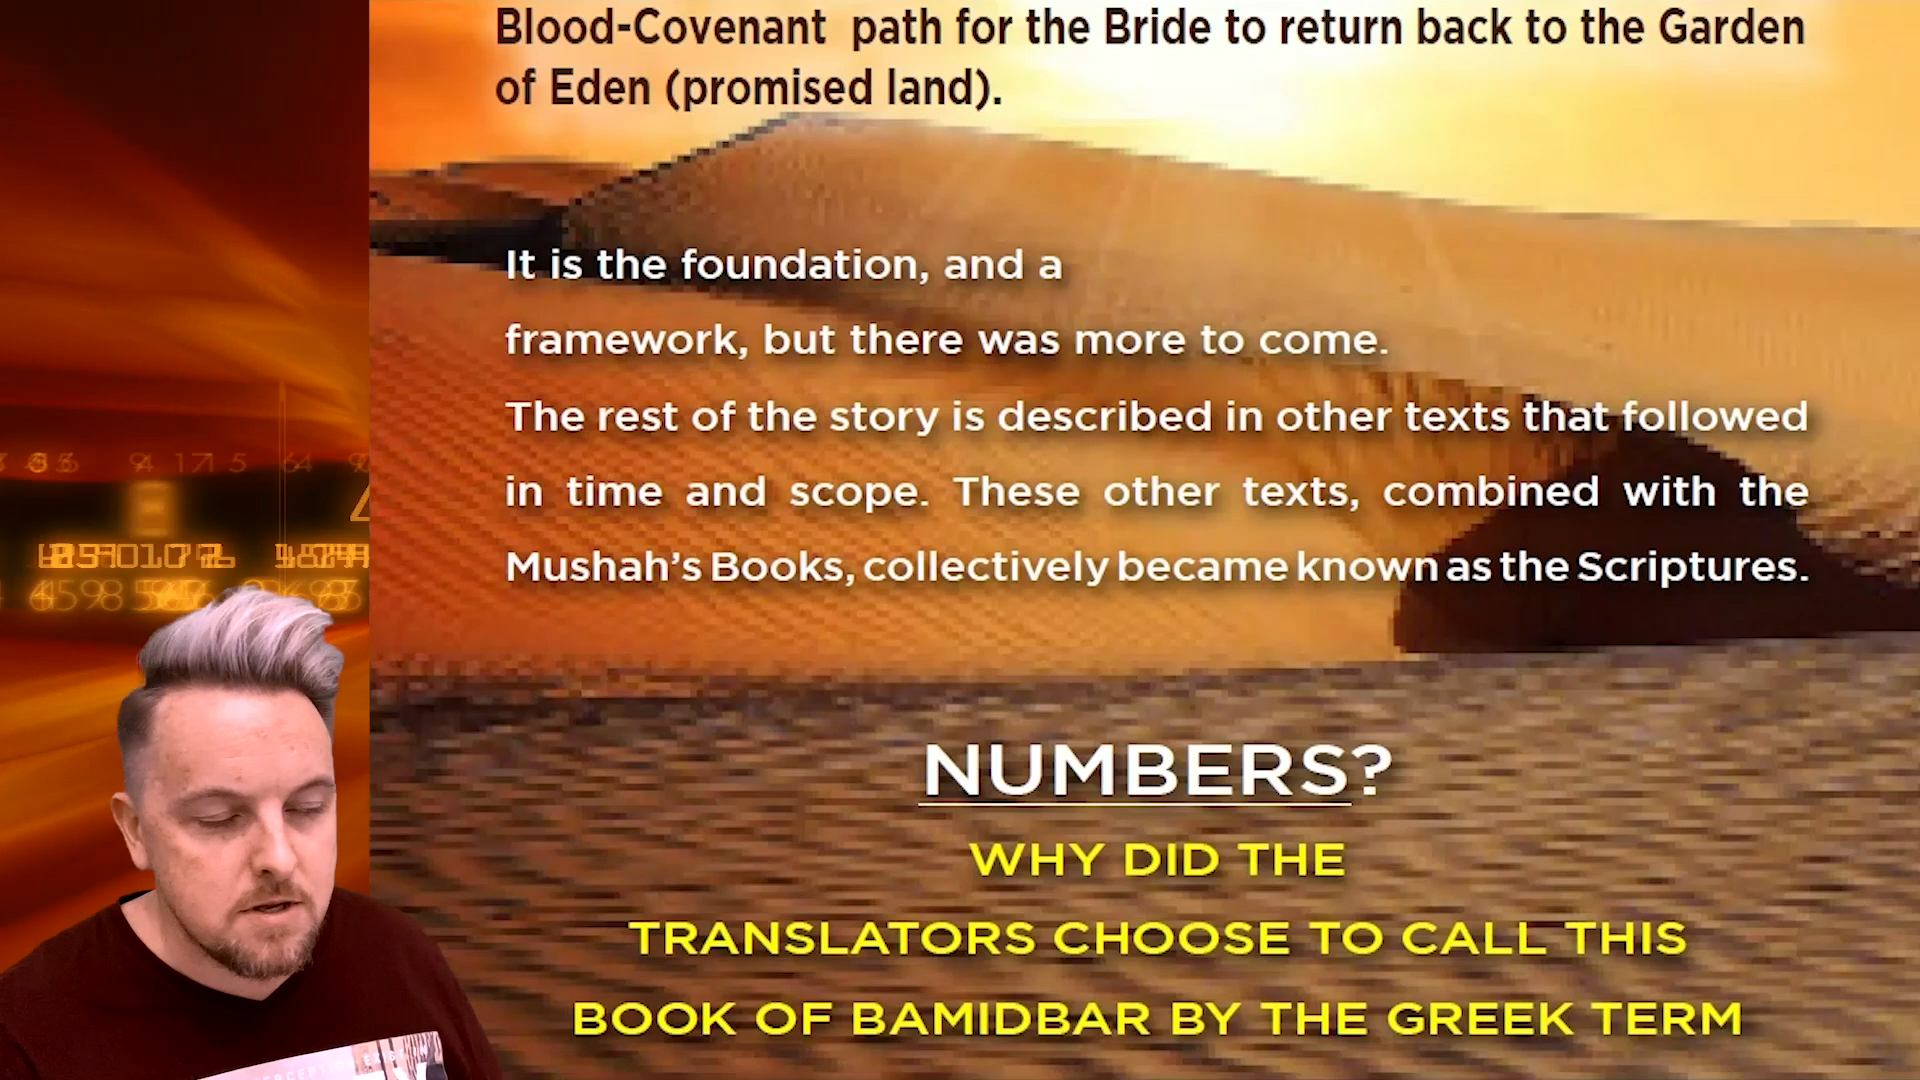 Blood-Covenant path for the Bride to return back to the Garden
of Eden (promised land).
It is the foundation, and a
framework, but there was more to come.
The rest of the story is described in other texts that followed
in time and scope. These other texts, combined with the
Mushah's Books, collectively became known as the Scriptures.
NUMBERS?
WHY DID THE
TRANSLATORS CHOOSE TO CALL THIS
BOOK OF BAMIDBAR BY THE GREEK TERM